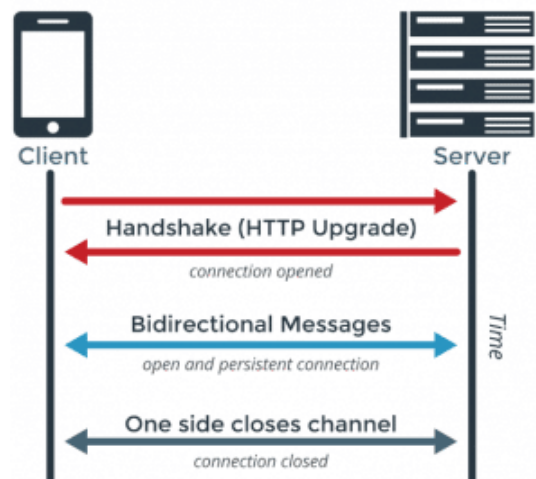 Client
Server
Handshake (HTTP Upgrade)
connection opened
Bidirectional Messages
open and persistent connection
Time
One side closes channel
connection closed